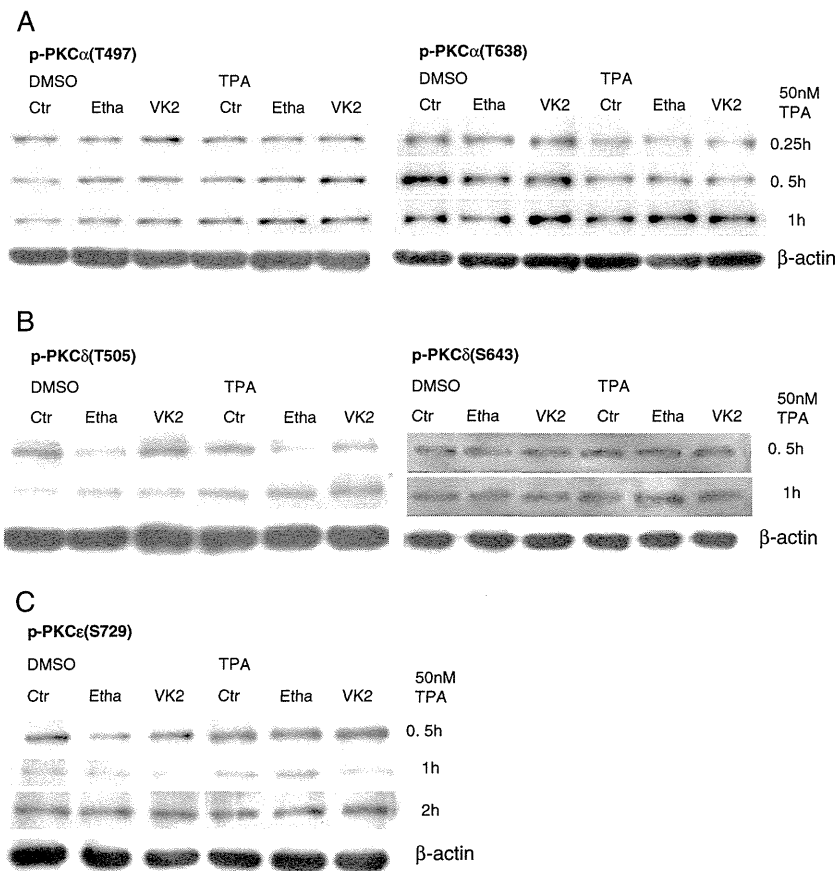 A
p-PKCα(T497)
DMSO TPA
Ctr Etha VK2 Ctr Etha VK2
p-PKCα(T638)
DMSO TPA
Ctr Etha VK2 Ctr Etha VK2
50nM
TPA
0.25h
0.5h
1h
β-actin
B
p-PKCδ(T505)
DMSO TPA
Ctr Etha VK2 Ctr Etha VK2
p-PKCδ(S643)
DMSO TPA
Ctr Etha VK2 Ctr Etha VK2
50nM
TPA
0.5h
1h
β-actin
C
p-PKCε(S729)
DMSO TPA
Ctr Etha VK2 Ctr Etha VK2
50nM
TPA
0.5h
1h
2h
β-actin